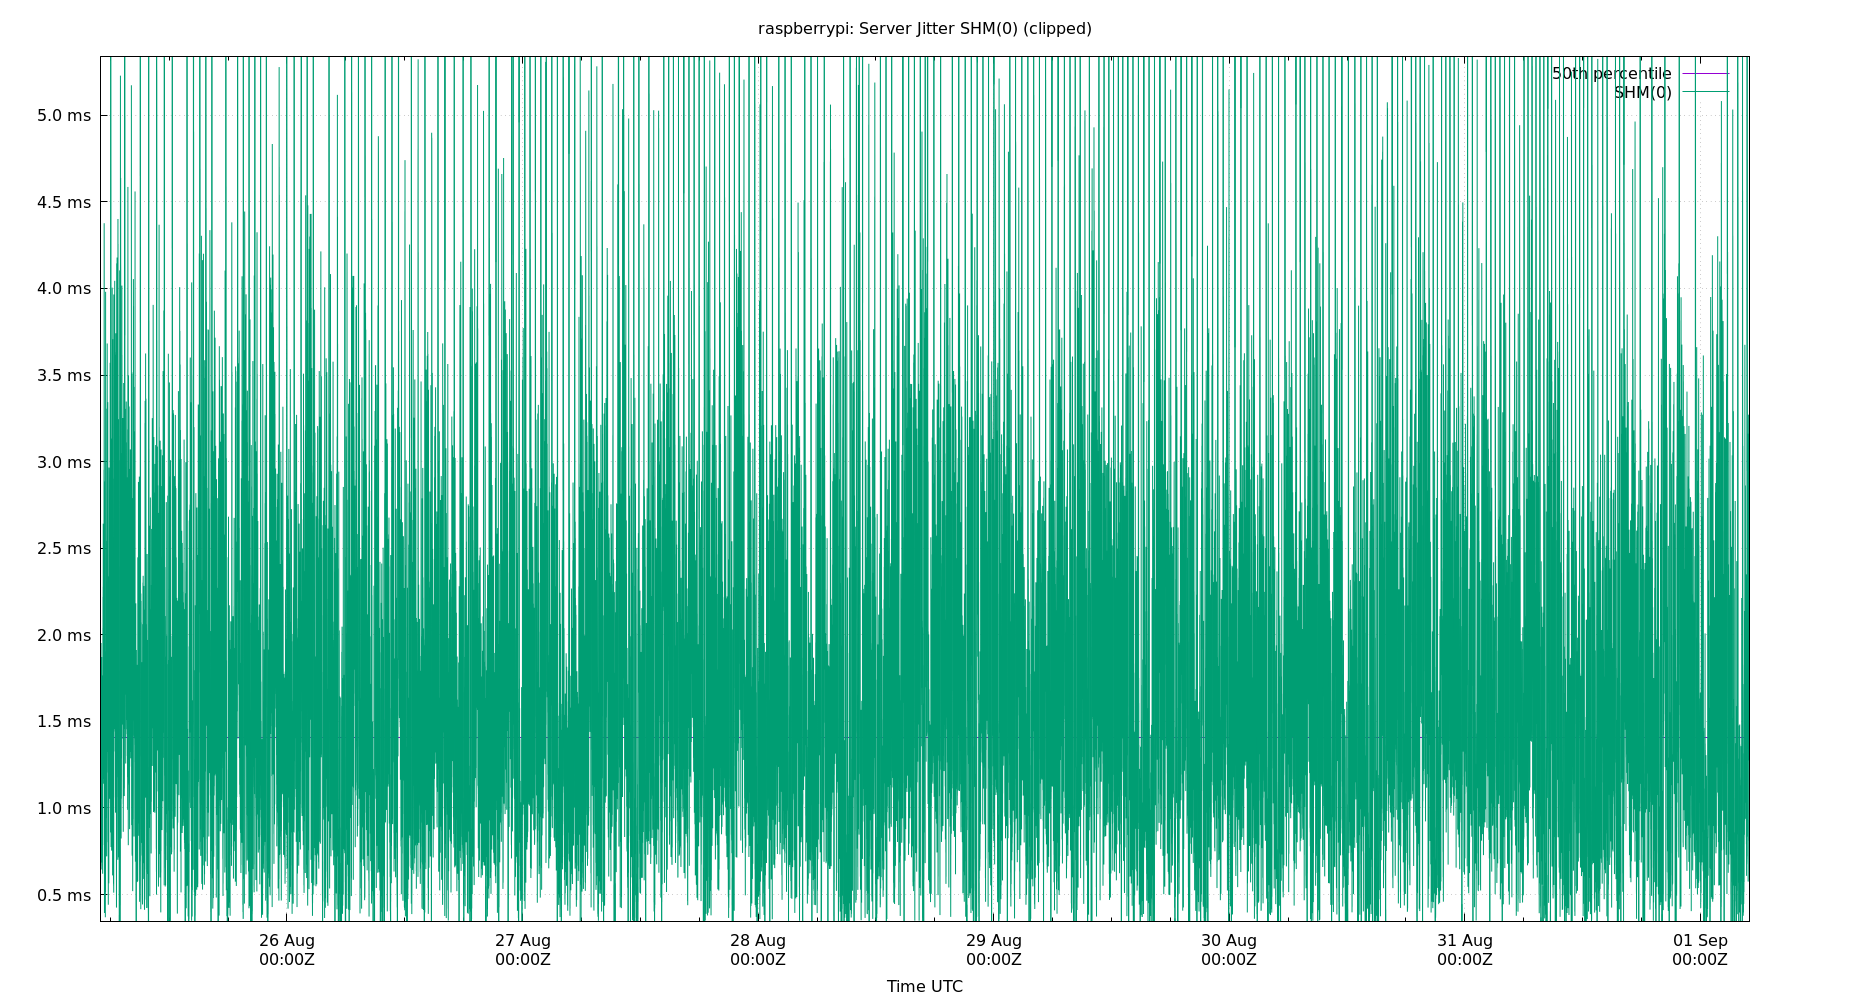 raspberrypi: Server Jitter SHM(0) (clipped)
50th percentile
SHM(0)
5.0 ms
4.5 ms
4.0 ms
3.5 ms
3.0 ms
2.5 ms
2.0 ms
1.5 ms
1.0 ms
0.5 ms
26 Aug 27 Aug 28 Aug 29 Aug 30 Aug 31 Aug 01 Sep
00:00Z 00:00Z 00:00Z 00:00Z 00:00Z 00:00Z 00:00Z
Time UTC